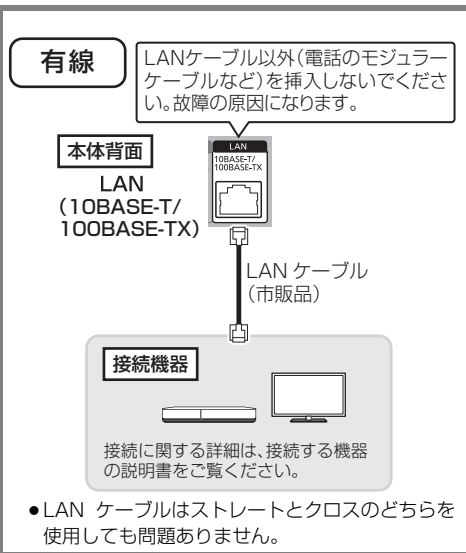 有線
LANケーブル以外（電話のモジュラー
ケーブルなど）を挿入しないでくださ
い。故障の原因になります。
本体背面
LAN
（10BASE-T/
100BASE-TX）
LAN
10BASE-T/
100BASE-TX
LAN ケーブル
（市販品）
接続機器
接続に関する詳細は、接続する機器
の説明書をご覧ください。
●LAN ケーブルはストレートとクロスのどちらを
使用しても問題ありません。